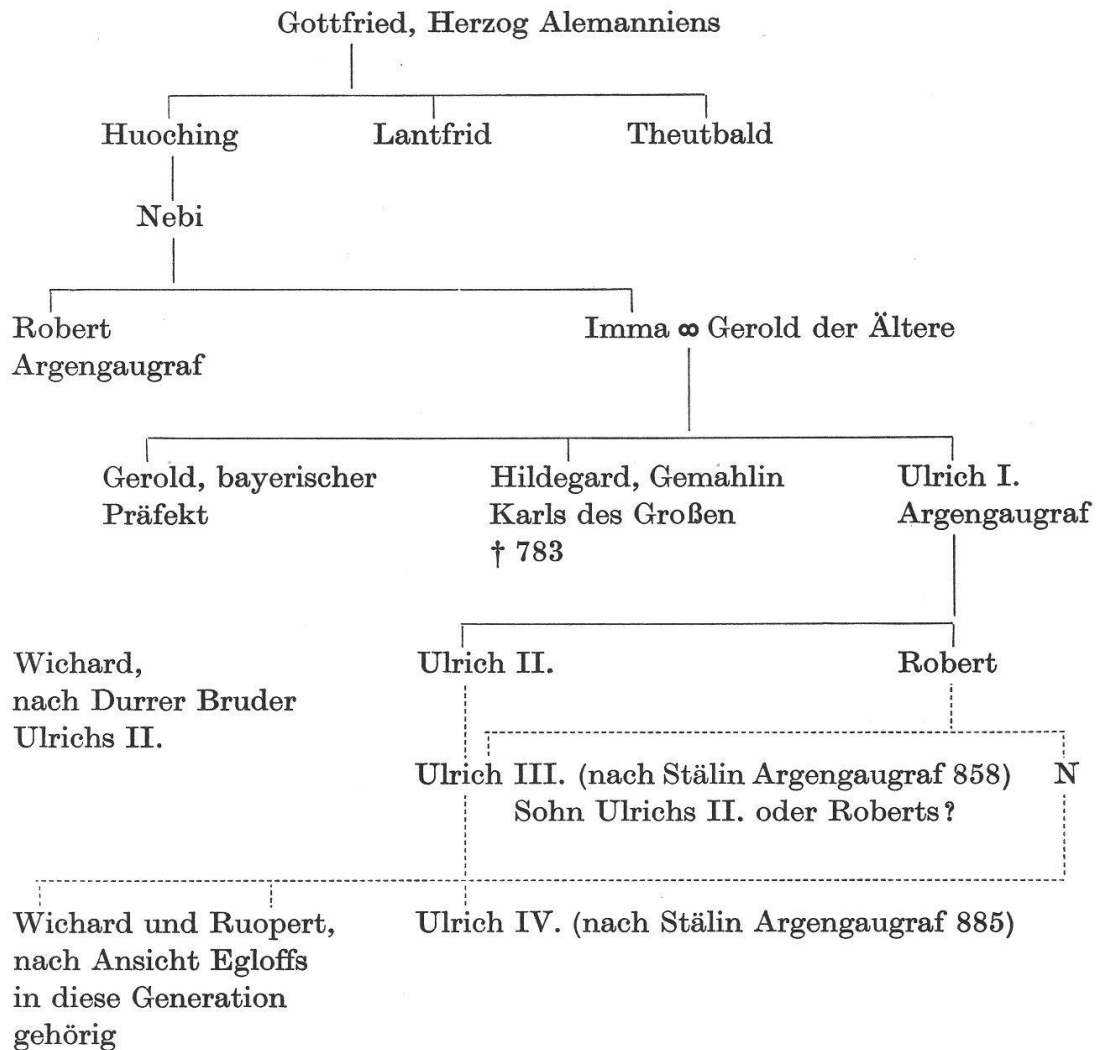 Gottfried, Herzog Alemanniens
Huoching Lantfrid Theutbald
Nebi
Robert
Argengaugraf
Imma ∞ Gerold der Ältere
Gerold, bayerischer
Präfekt
Hildegard, Gemahlin
Karls des Großen
† 783
Ulrich I.
Argengaugraf
Wichard,
nach Durrer Bruder
Ulrichs II.
Ulrich II.
Robert
Ulrich III. (nach Stälin Argengaugraf 858)
Sohn Ulrichs II. oder Roberts?
N
Wichard und Ruopert,
nach Ansicht Egloffs
in diese Generation
gehörig
Ulrich IV. (nach Stälin Argengaugraf 885)